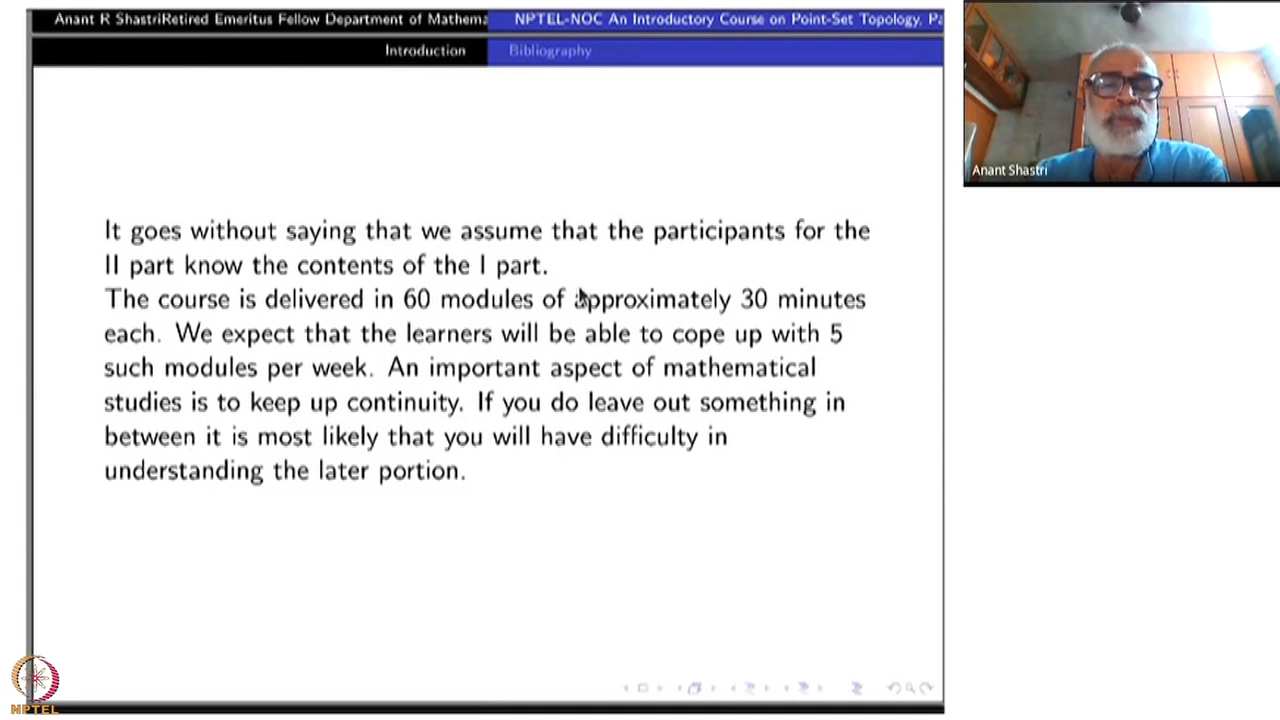 Anant R ShastriRetired Emeritus Fellow Department of Mathema
NPTEL-NOC An Introductory Course on Point-Set Topology, Pa
Introduction
Bibliography
It goes without saying that we assume that the participants for the
II part know the contents of the I part.
The course is delivered in 60 modules of approximately 30 minutes
each. We expect that the learners will be able to cope up with 5
such modules per week. An important aspect of mathematical
studies is to keep up continuity. If you do leave out something in
between it is most likely that you will have difficulty in
understanding the later portion.
Anant Shastri
NPTEL